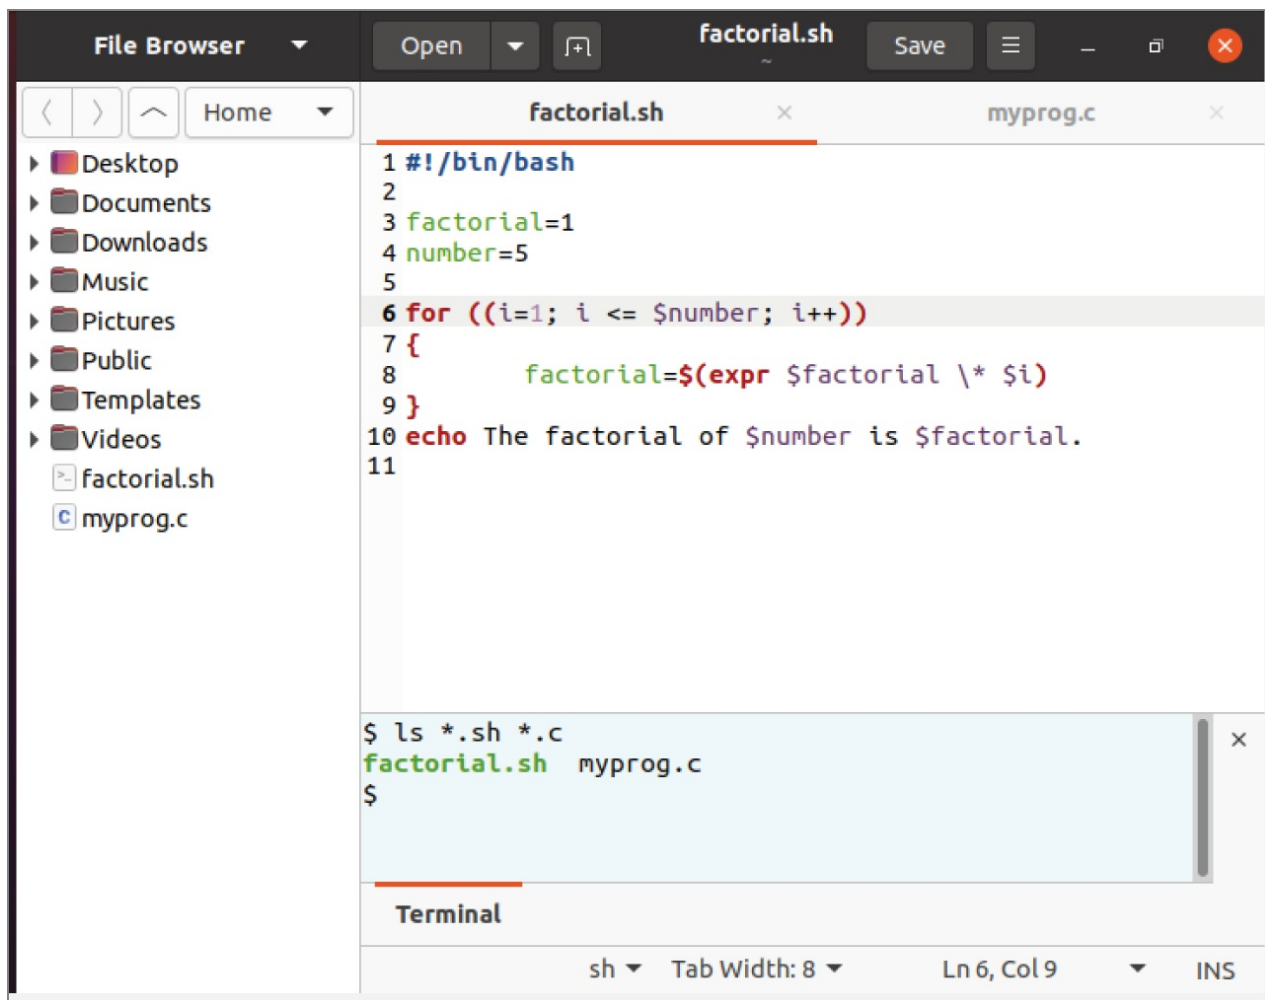 File Browser
Open
factorial.sh
~
Save
Home
factorial.sh
myprog.c
Desktop
Documents
Downloads
Music
Pictures
Public
Templates
Videos
factorial.sh
myprog.c
1 #!/bin/bash
2
3 factorial=1
4 number=5
5
6 for ((i=1; i <= $number; i++))
7 {
8         factorial=$(expr $factorial \* $i)
9 }
10 echo The factorial of $number is $factorial.
11
$ ls *.sh *.c
factorial.sh  myprog.c
$
Terminal
sh Tab Width: 8 Ln 6, Col 9 INS